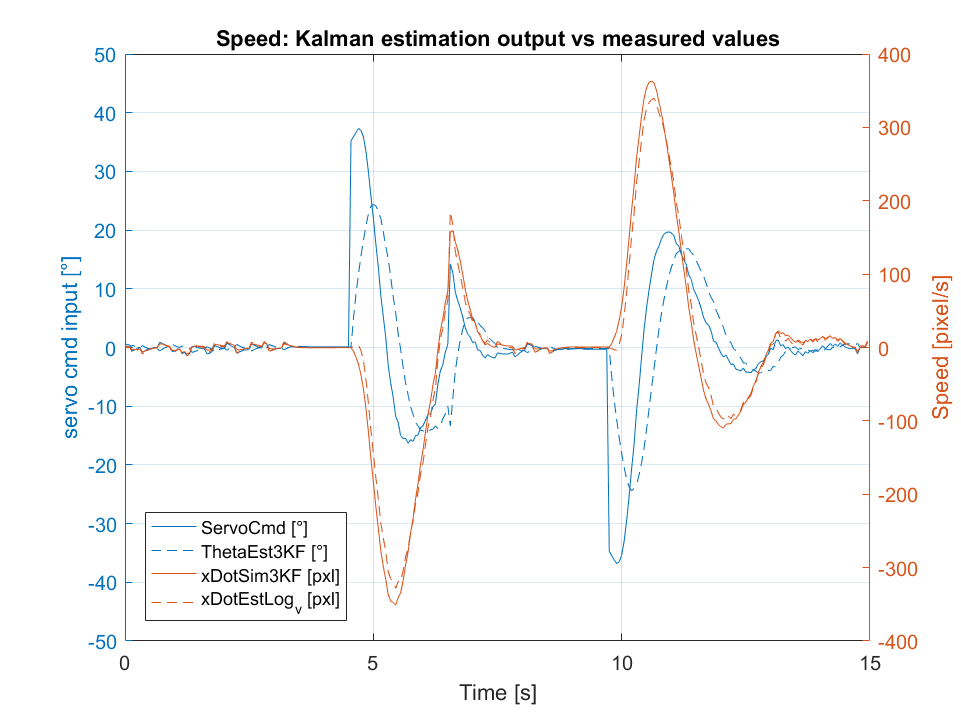 Speed: Kalman estimation output vs measured values
50
40
30
20
10
0
-10
-20
-30
-40
-50
servo cmd input [°]
400
300
200
100
0
-100
-200
-300
-400
Speed [pixel/s]
ServoCmd [°]
ThetaEst3KF [°]
xDotSim3KF [pxl]
xDotEstLog_v [pxl]
0 5 10 15
Time [s]